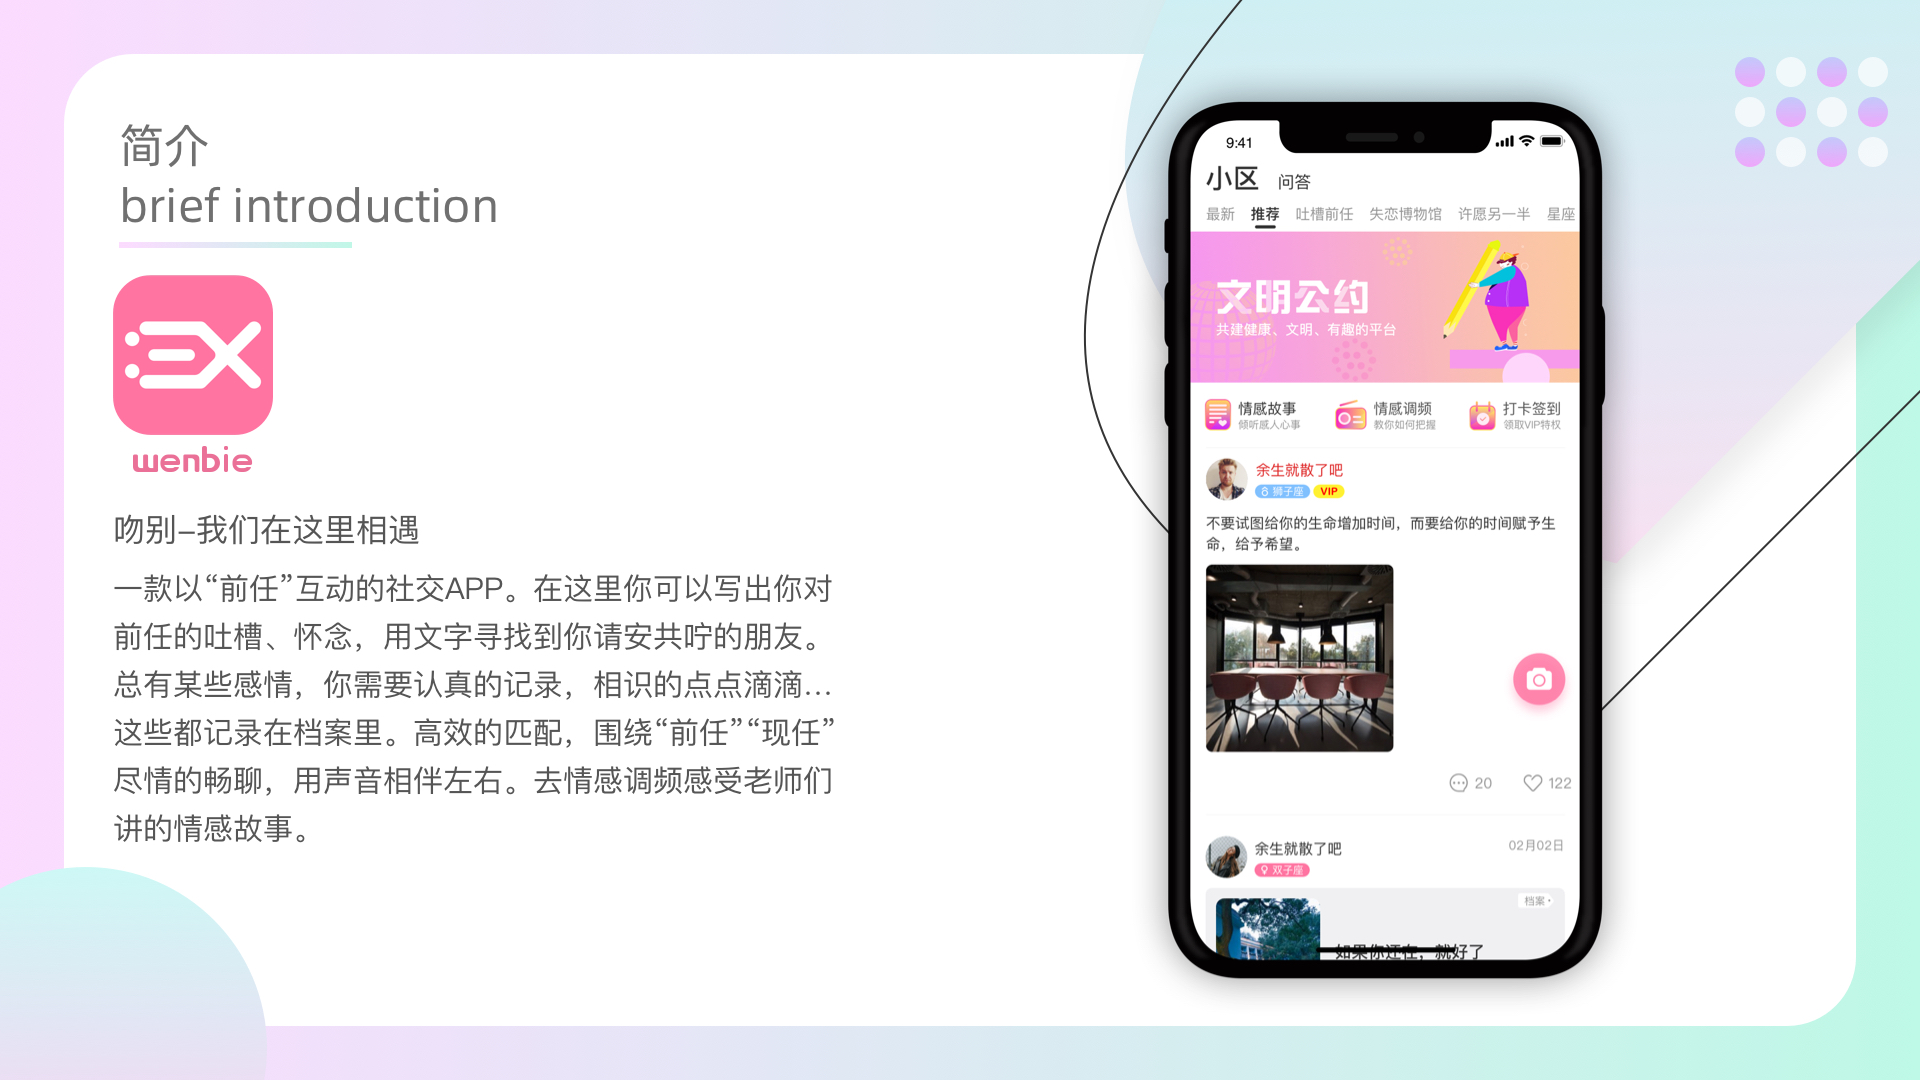 简介
brief introduction
EX
wenbie
吻别–我们在这里相遇
一款以“前任”互动的社交APP。在这里你可以写出你对
前任的吐槽、怀念，用文字寻找到你请安共咛的朋友。
总有某些感情，你需要认真的记录，相识的点点滴滴...
这些都记录在档案里。高效的匹配，围绕“前任”“现任”
尽情的畅聊，用声音相伴左右。去情感调频感受老师们
讲的情感故事。
9:41
小区 问答
最新 推荐 吐槽前任 失恋博物馆 许愿另一半 星座
文明公约
共建健康、文明、有趣的平台
情感故事 情感调频 打卡签到
倾听感人心事 教你如何把握 领取VIP特权
余生就散了吧
狮子座 VIP
不要试图给你的生命增加时间，而要给你的时间赋予生
命，给予希望。
20 122
余生就散了吧 02月02日
双子座
档案
如果你还在，就好了